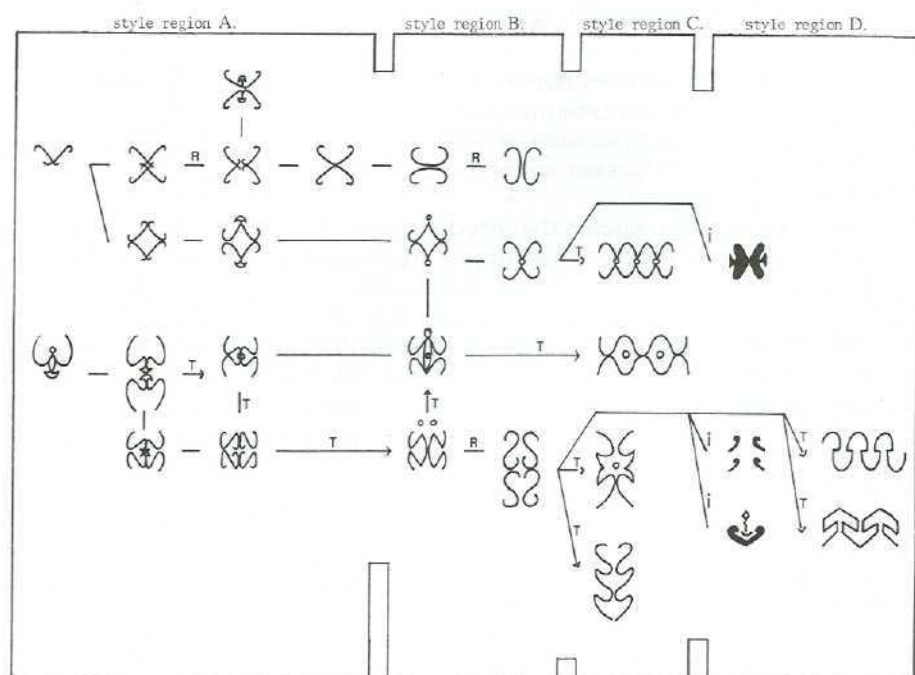 style region A. style region B. style region C. style region D.
R R
T i
T T
T
T T R T i T
T i T